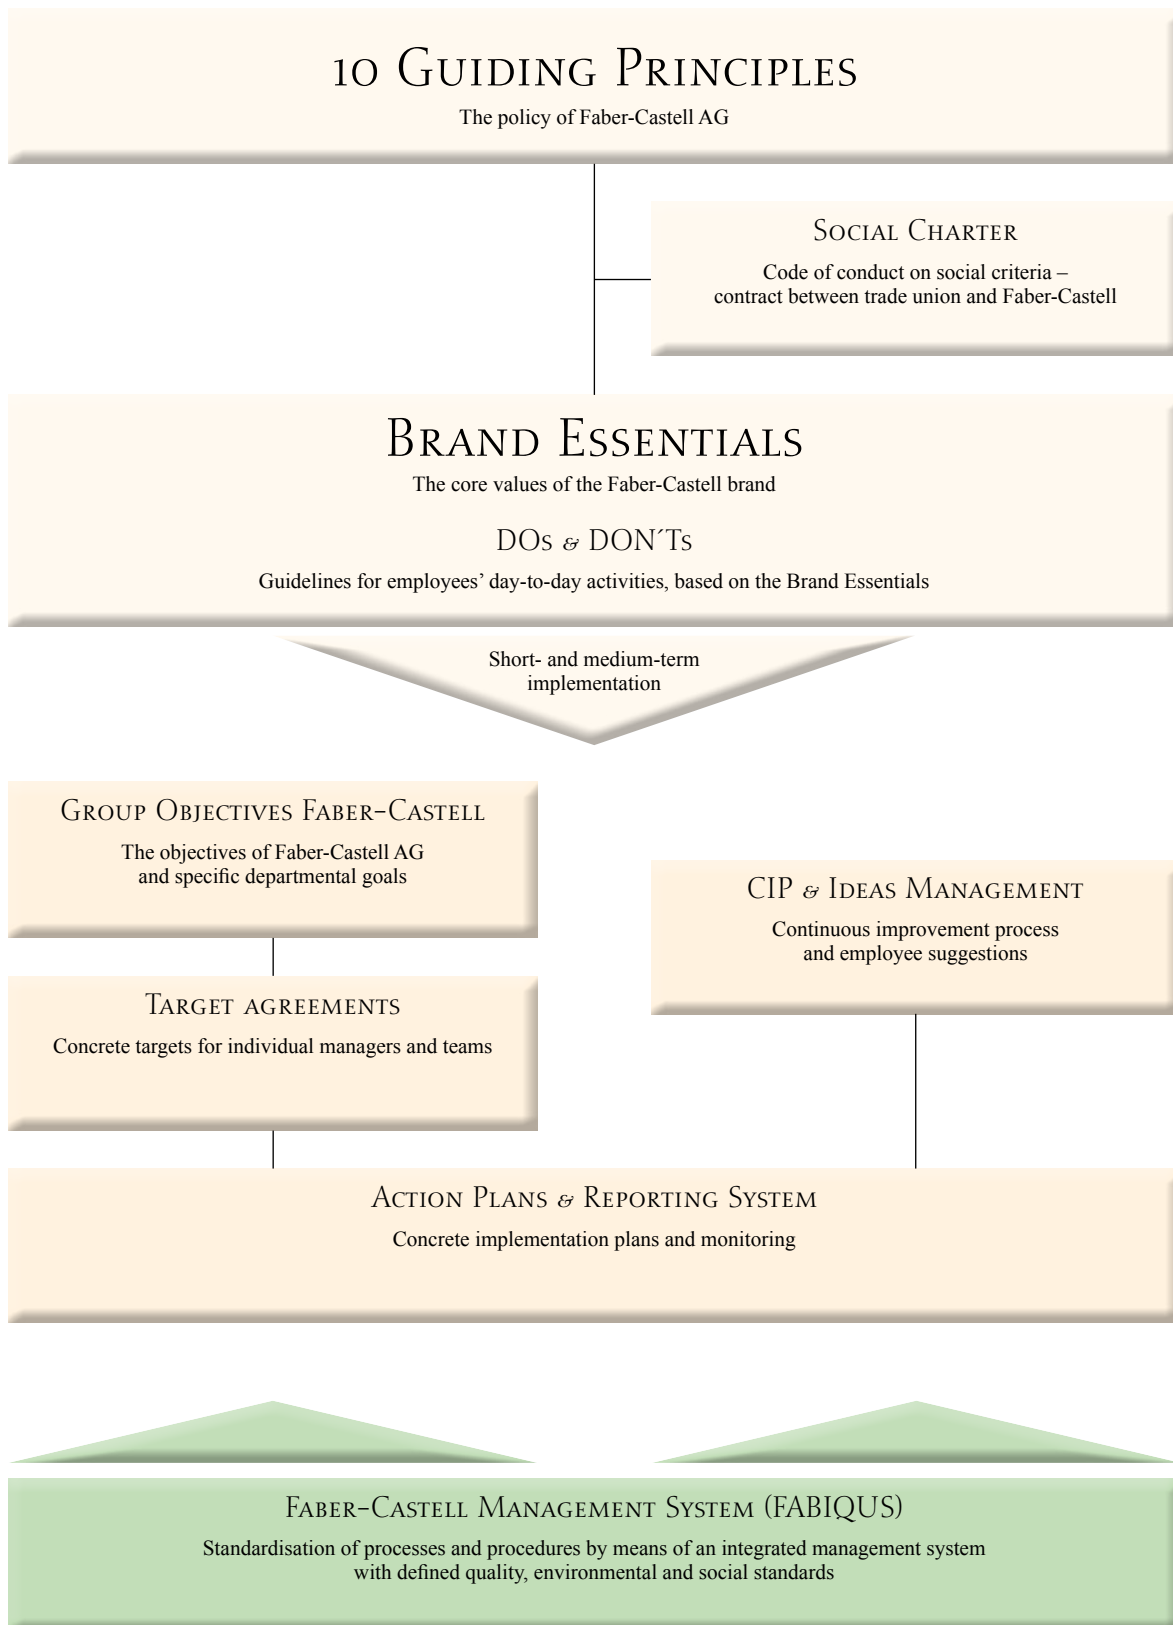 10 Guiding Principles
The policy of Faber-Castell AG
Social Charter
Code of conduct on social criteria –
contract between trade union and Faber-Castell
Brand Essentials
The core values of the Faber-Castell brand
DOs & DON´Ts
Guidelines for employees’ day-to-day activities, based on the Brand Essentials
Short- and medium-term
implementation
Group Objectives Faber-Castell
The objectives of Faber-Castell AG
and specific departmental goals
CIP & Ideas Management
Continuous improvement process
and employee suggestions
Target agreements
Concrete targets for individual managers and teams
Action Plans & Reporting System
Concrete implementation plans and monitoring
Faber-Castell Management System (FABIQUS)
Standardisation of processes and procedures by means of an integrated management system
with defined quality, environmental and social standards